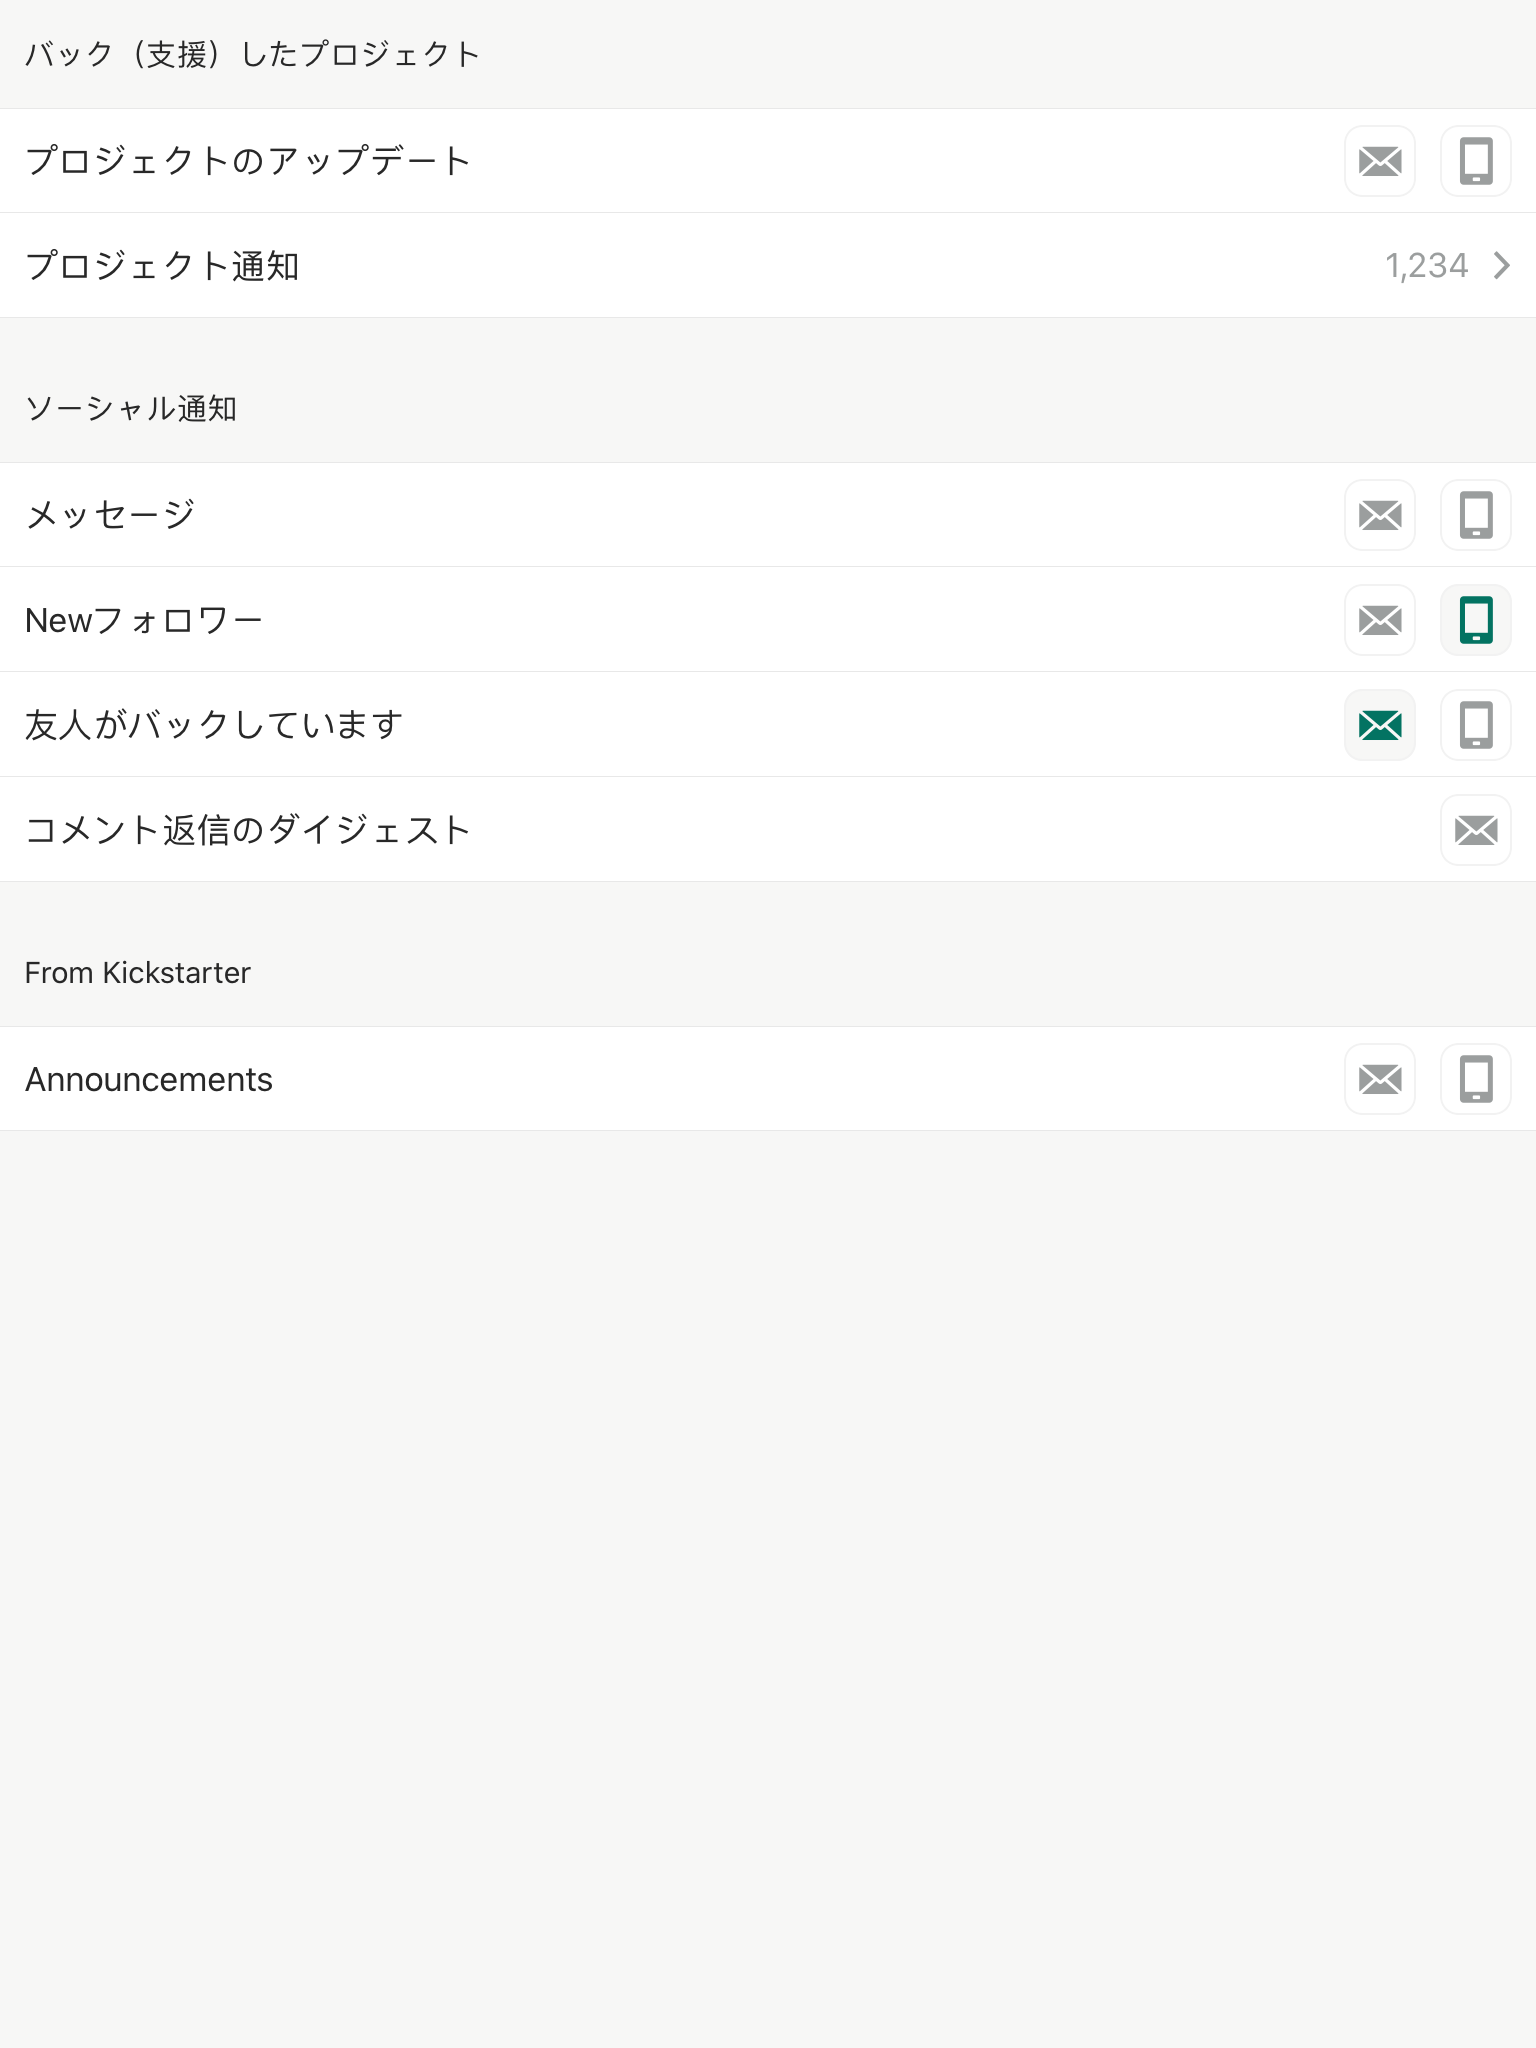 バック（支援）したプロジェクト
プロジェクトのアップデート
プロジェクト通知
1,234
ソーシャル通知
メッセージ
Newフォロワー
友人がバックしています
コメント返信のダイジェスト
From Kickstarter
Announcements